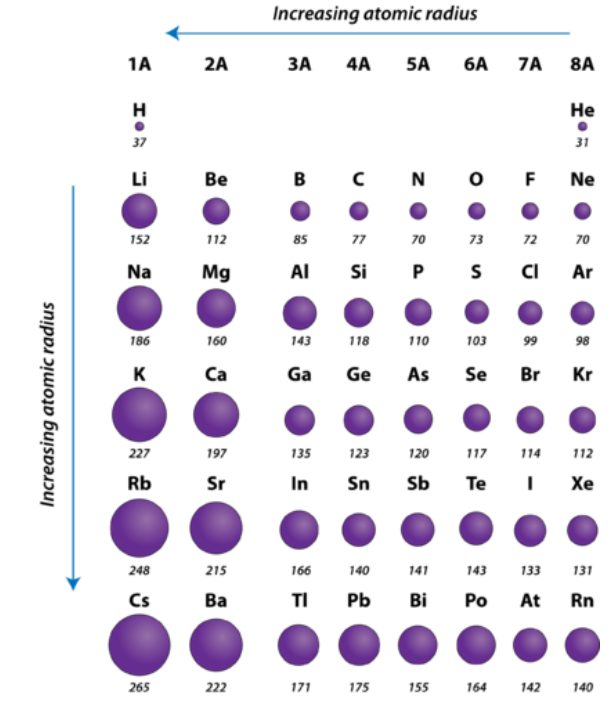 Increasing atomic radius
1A 2A 3A 4A 5A 6A 7A 8A
H He
37 31
Li Be B C N O F Ne
152 112 85 77 70 73 72 70
Na Mg Al Si P S Cl Ar
186 160 143 118 110 103 99 98
Increasing atomic radius
K Ca Ga Ge As Se Br Kr
227 197 135 123 120 117 114 112
Rb Sr In Sn Sb Te I Xe
248 215 166 140 141 143 133 131
Cs Ba Tl Pb Bi Po At Rn
265 222 171 175 155 164 142 140